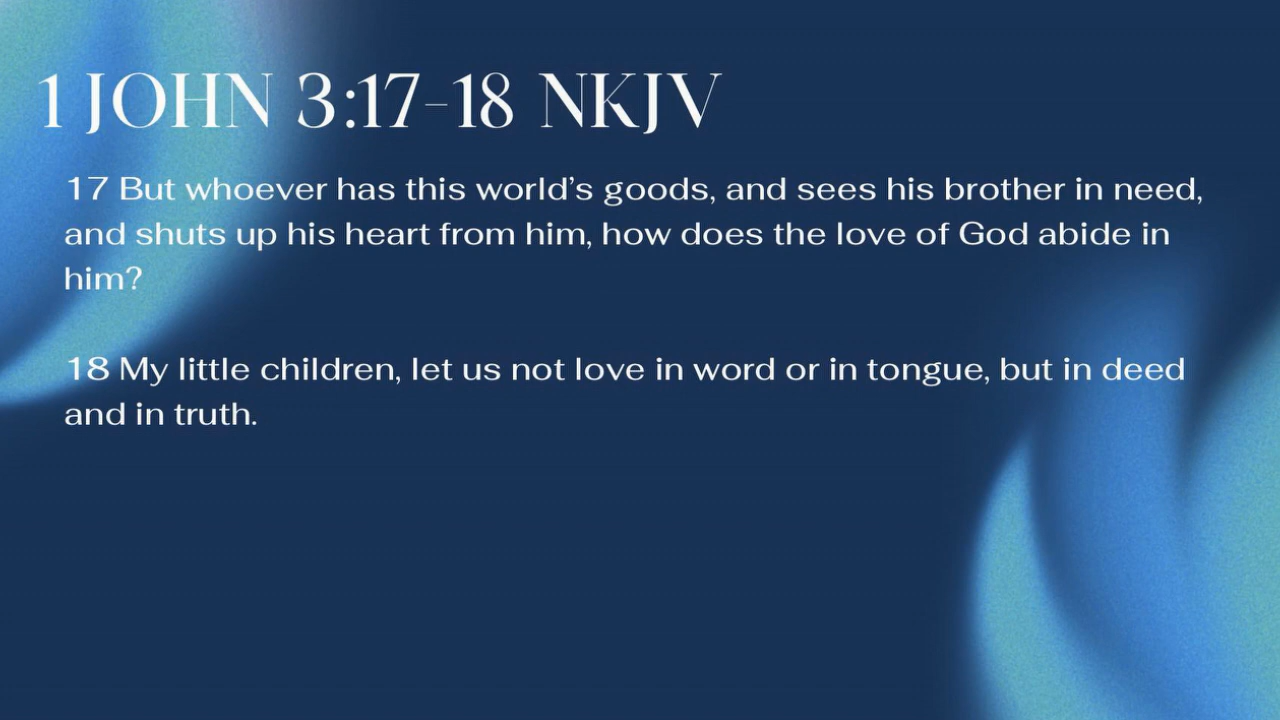 1 JOHN 3:17-18 NKJV
17 But whoever has this world’s goods, and sees his brother in need,
and shuts up his heart from him, how does the love of God abide in
him?
18 My little children, let us not love in word or in tongue, but in deed
and in truth.